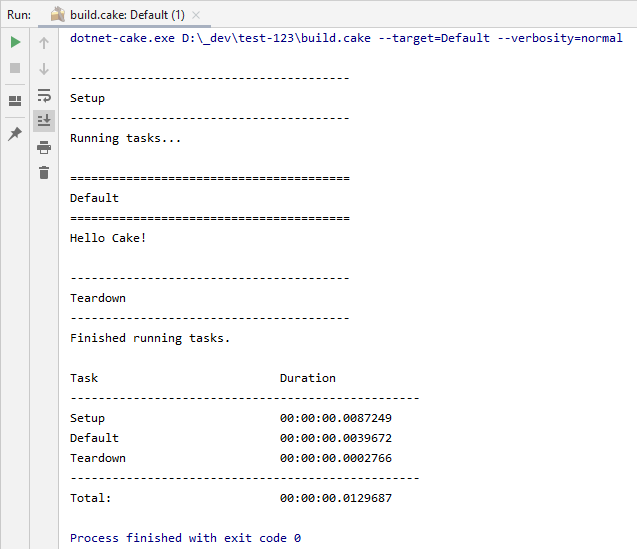 Run: build.cake: Default (1)
dotnet-cake.exe D:\_dev\test-123\build.cake --target=Default --verbosity=normal
----------------------------------------
Setup
----------------------------------------
Running tasks...
========================================
Default
========================================
Hello Cake!
----------------------------------------
Teardown
----------------------------------------
Finished running tasks.
Task Duration
--------------------------------------------------
Setup 00:00:00.0087249
Default 00:00:00.0039672
Teardown 00:00:00.0002766
--------------------------------------------------
Total: 00:00:00.0129687
Process finished with exit code 0